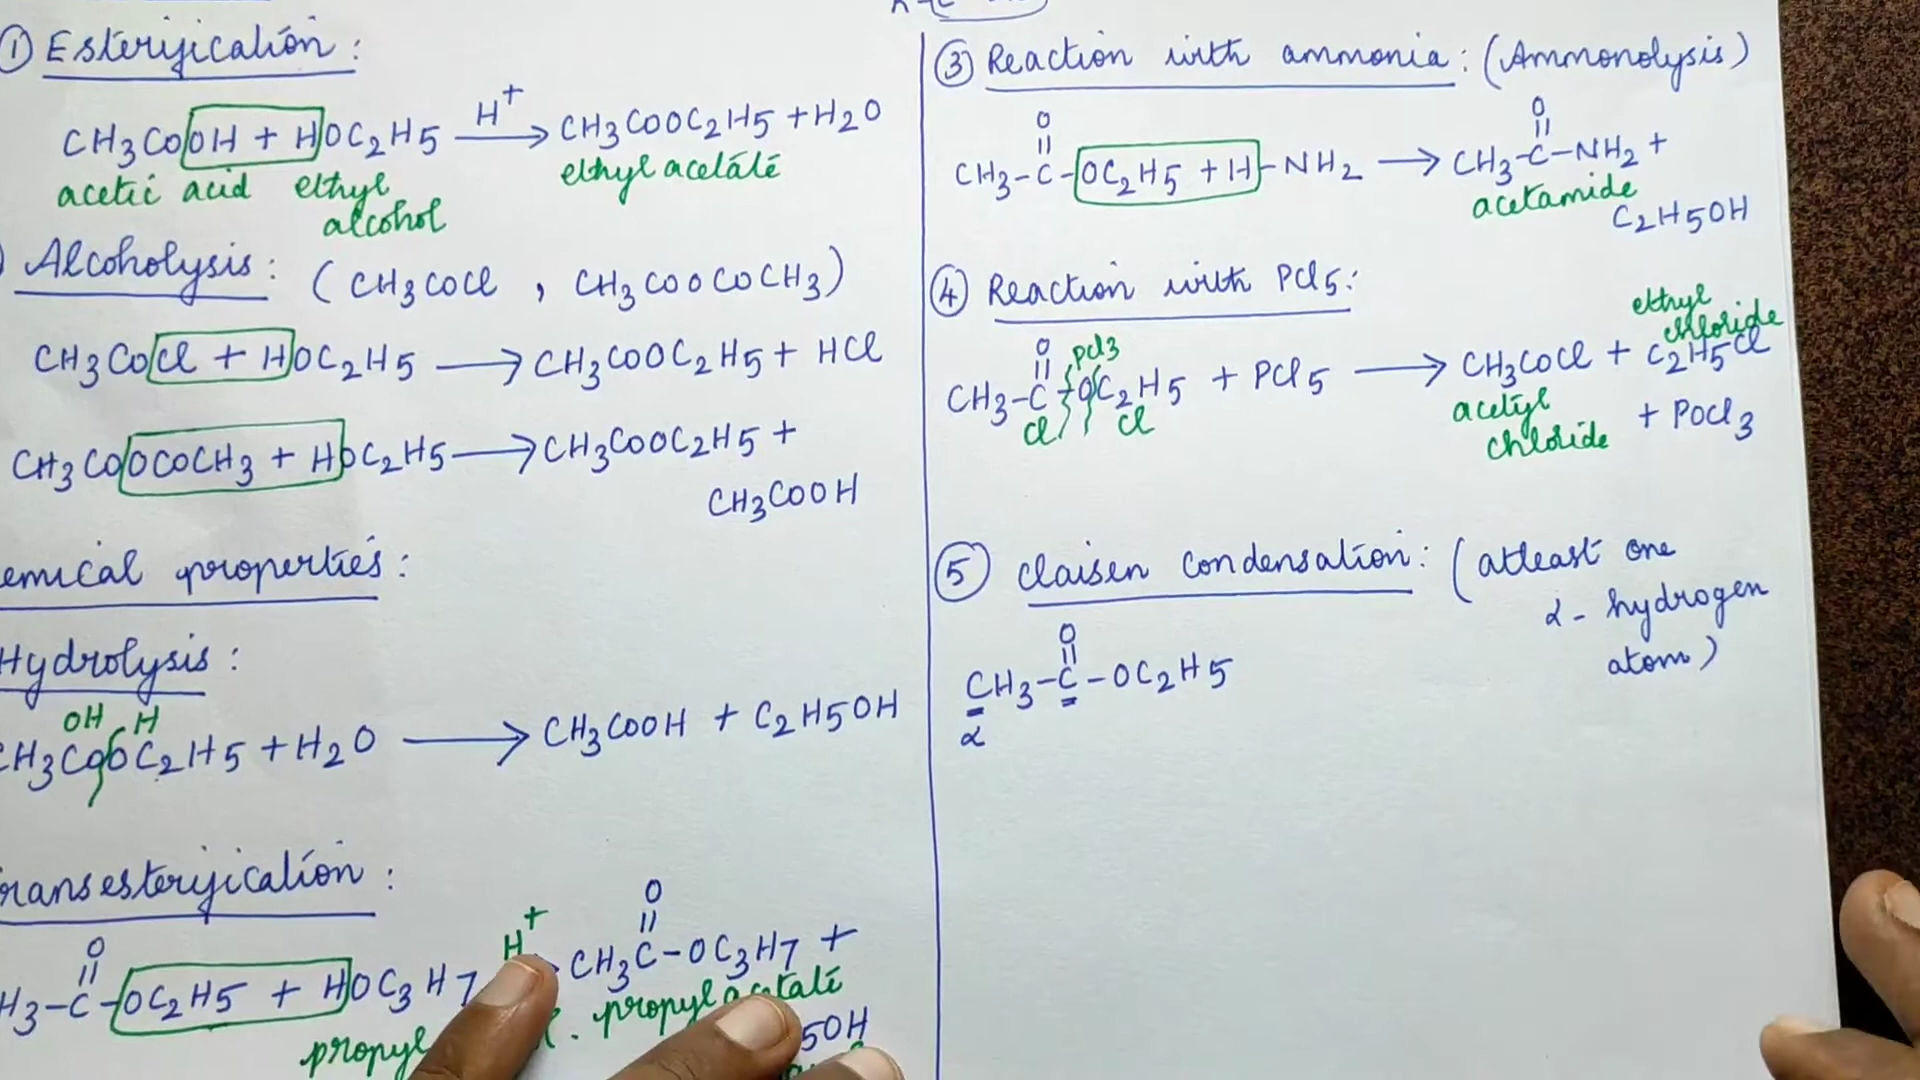 ① Esterification :
CH3COOH + HOC2H5 H+ → CH3COOC2H5 + H2O
acetic acid ethyl ethyl acetate
alcohol
Alcoholysis : (CH3COCl , CH3COOCOCH3)
CH3COCl + HOC2H5 → CH3COOC2H5 + HCl
CH3COOCOCH3 + HOC2H5 → CH3COOC2H5 +
CH3COOH
emical properties :
Hydrolysis :
OH H
CH3COOC2H5 + H2O → CH3COOH + C2H5OH
ransesterification :
O O
|| H+ ||
H3-C-OC2H5 + HOC3H7 CH3C-OC3H7 +
propyl propyl acetate
5OH
③ Reaction with ammonia : (Ammonolysis)
O O
|| ||
CH3-C-OC2H5 + H-NH2 → CH3-C-NH2 +
acetamide
C2H5OH
④ Reaction with PCl5 :
ethyl
chloride
O PCl3
||
CH3-C-OC2H5 + PCl5 → CH3COCl + C2H5Cl
Cl Cl acetyl
chloride + POCl3
⑤ Claisen Condensation : (atleast one
α - hydrogen
atom)
O
||
CH3-C-OC2H5
α